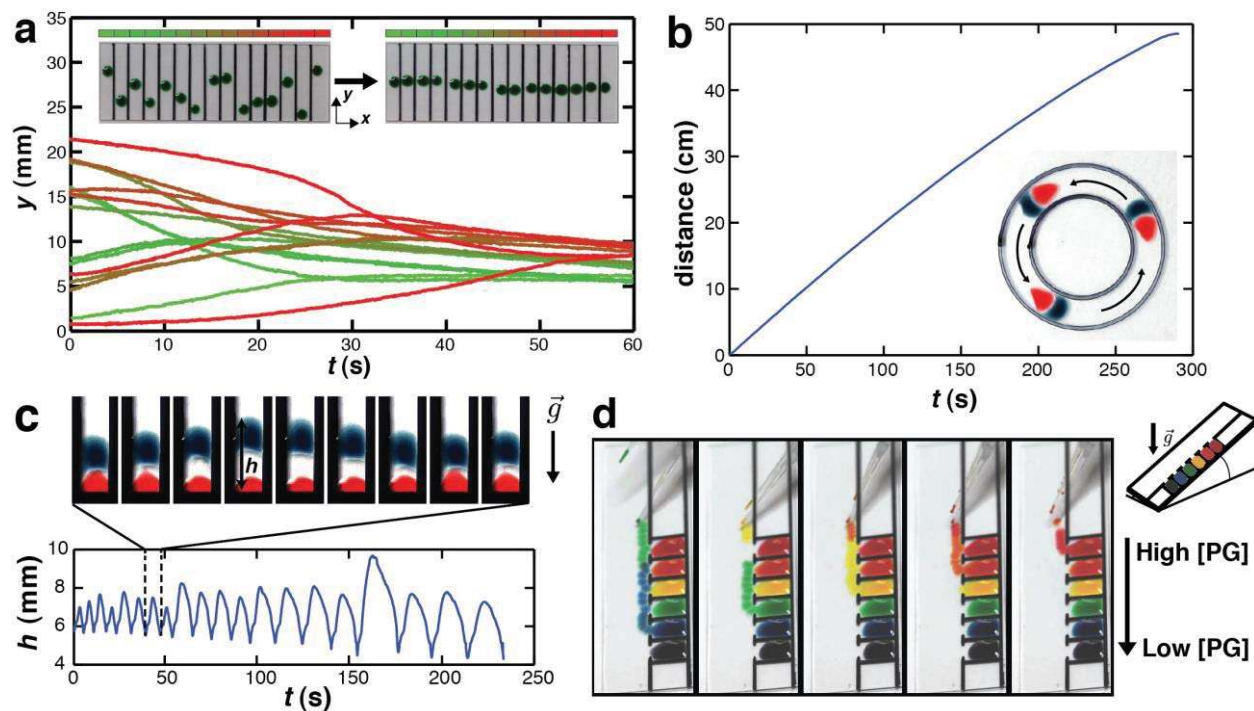 a
35
30
25
20
15
10
5
0
y (mm)
y
x
0 10 20 30 40 50 60
t (s)
b
50
40
30
20
10
0
distance (cm)
0 50 100 150 200 250 300
t (s)
c
h
g⃗
10
8
6
4
h (mm)
0 50 100 150 200 250
t (s)
d
g⃗
High [PG]
Low [PG]